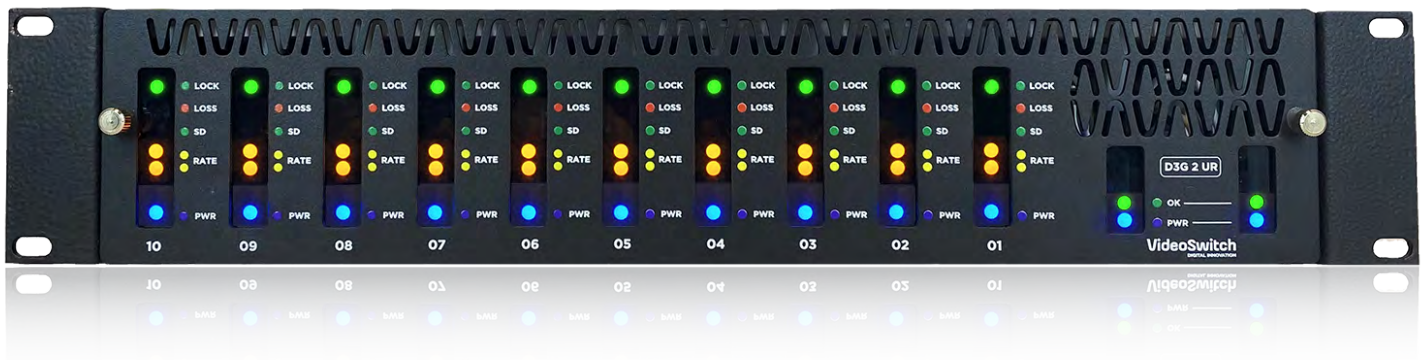 LOCK LOCK LOCK LOCK LOCK LOCK LOCK LOCK LOCK LOCK
LOSS LOSS LOSS LOSS LOSS LOSS LOSS LOSS LOSS LOSS
SD SD SD SD SD SD SD SD SD SD
RATE RATE RATE RATE RATE RATE RATE RATE RATE RATE
D3G 2 UR
OK
PWR PWR PWR PWR PWR PWR PWR PWR PWR PWR
PWR
10 09 08 07 06 05 04 03 02 01
VideoSwitch
DIGITAL INNOVATION